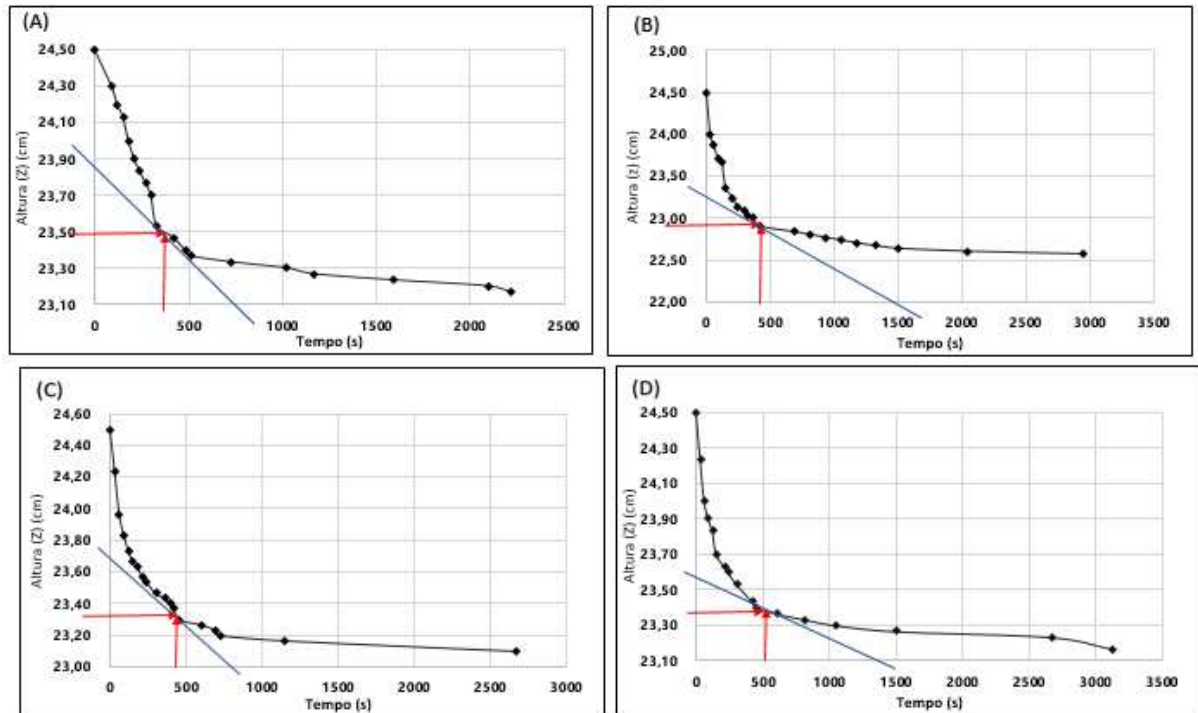 (A)
Altura (Z) (cm)
24,50
24,30
24,10
23,90
23,70
23,50
23,30
23,10
0 500 1000 1500 2000 2500
Tempo (s)
(B)
Altura (z) (cm)
25,00
24,50
24,00
23,50
23,00
22,50
22,00
0 500 1000 1500 2000 2500 3000 3500
Tempo (s)
(C)
Altura (Z) (cm)
24,60
24,40
24,20
24,00
23,80
23,60
23,40
23,20
23,00
0 500 1000 1500 2000 2500 3000
Tempo (s)
(D)
Altura (Z) (cm)
24,50
24,30
24,10
23,90
23,70
23,50
23,30
23,10
0 500 1000 1500 2000 2500 3000 3500
Tempo (s)